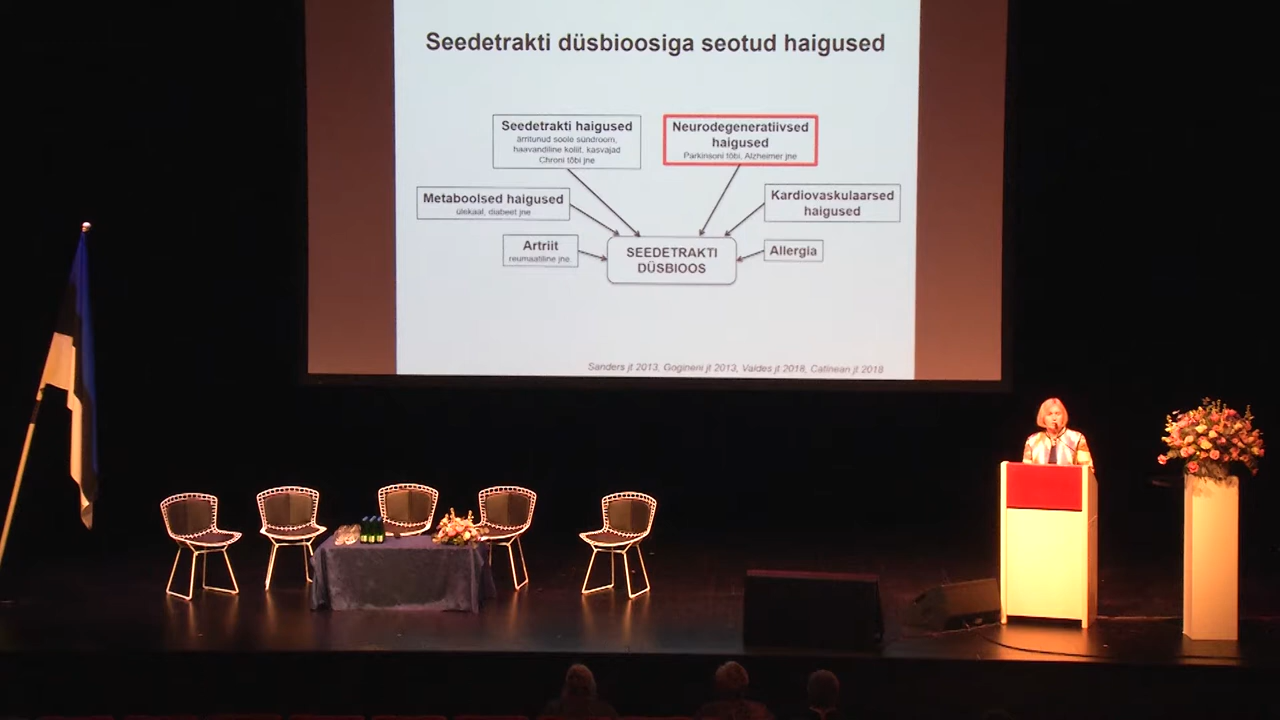 Seedetrakti düsbioosiga seotud haigused
Seedetrakti haigused
ärritunud soole sündroom,
haavandiline koliit, kasvajad
Chroni tõbi jne
Neurodegeneratiivsed
haigused
Parkinsoni tõbi, Alzheimer jne
Metaboolsed haigused
ülekaal, diabeet jne
Kardiovaskulaarsed
haigused
Artriit
reumaatiline jne.
SEEDETRAKTI
DÜSBIOOS
Allergia
Sanders jt 2013, Gogineni jt 2013, Valdes jt 2018, Catinean jt 2018